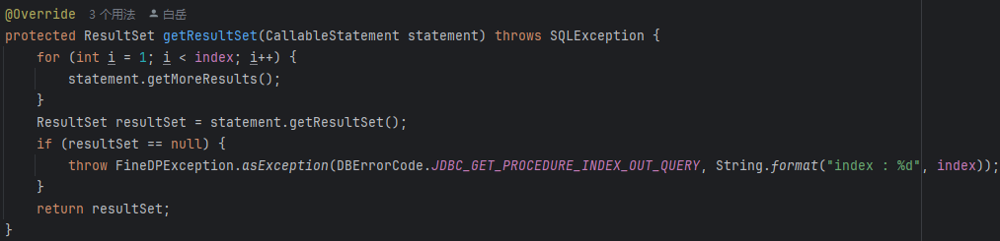 @Override 3 个用法 白岳
protected ResultSet getResultSet(CallableStatement statement) throws SQLException {
    for (int i = 1; i < index; i++) {
        statement.getMoreResults();
    }
    ResultSet resultSet = statement.getResultSet();
    if (resultSet == null) {
        throw FineDPException.asException(DBErrorCode.JDBC_GET_PROCEDURE_INDEX_OUT_QUERY, String.format("index : %d", index));
    }
    return resultSet;
}